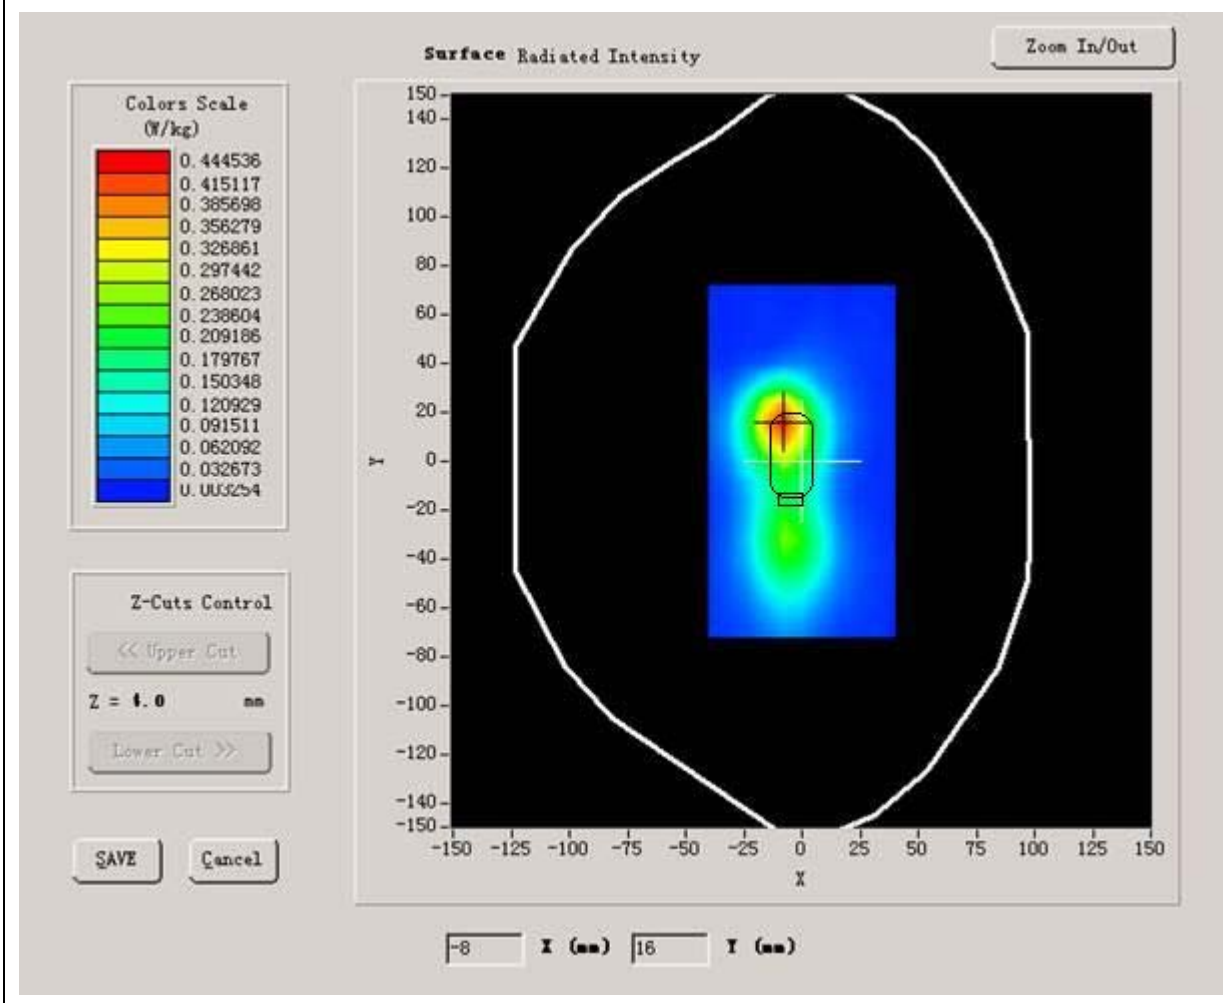 Surface Radiated Intensity
Zoom In/Out
Colors Scale
(W/kg)
0.444536
0.415117
0.385698
0.356279
0.326861
0.297442
0.268023
0.238604
0.209186
0.179767
0.150348
0.120929
0.091511
0.062092
0.032673
0.003254
Z-Cuts Control
<< Upper Cut
Z = 4.0 mm
Lower Cut >>
SAVE
Cancel
150
140
120
100
80
60
40
20
0
-20
-40
-60
-80
-100
-120
-140
-150
Y
-150 -125 -100 -75 -50 -25 0 25 50 75 100 125 150
X
-8 X (mm) 16 Y (mm)